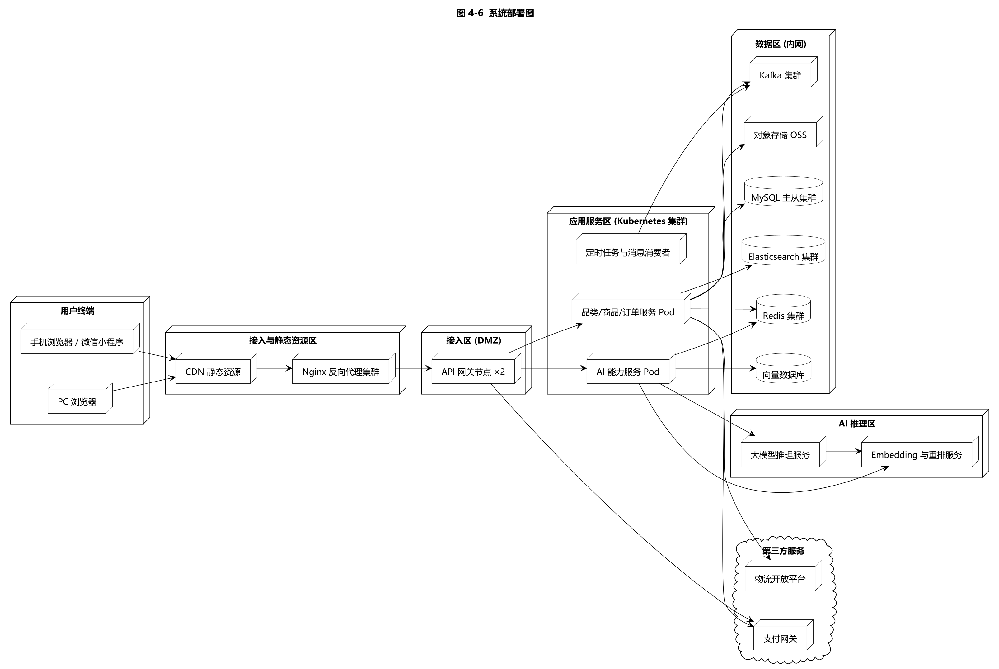 图 4-6 系统部署图
用户终端
手机浏览器 / 微信小程序
PC 浏览器
接入与静态资源区
CDN 静态资源
Nginx 反向代理集群
接入区 (DMZ)
API 网关节点 ×2
应用服务区 (Kubernetes 集群)
定时任务与消息消费者
品类/商品/订单服务 Pod
AI 能力服务 Pod
数据区 (内网)
Kafka 集群
对象存储 OSS
MySQL 主从集群
Elasticsearch 集群
Redis 集群
向量数据库
AI 推理区
大模型推理服务
Embedding 与重排服务
第三方服务
物流开放平台
支付网关